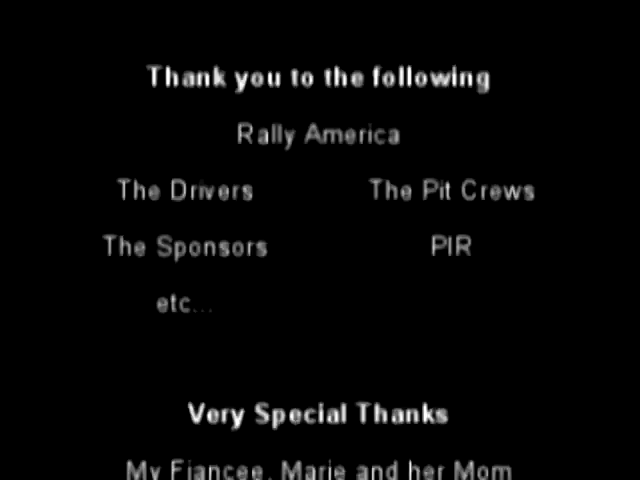 Thank you to the following
Rally America
The Drivers The Pit Crews
The Sponsors PIR
etc...
Very Special Thanks
My Fiancee, Marie and her Mom